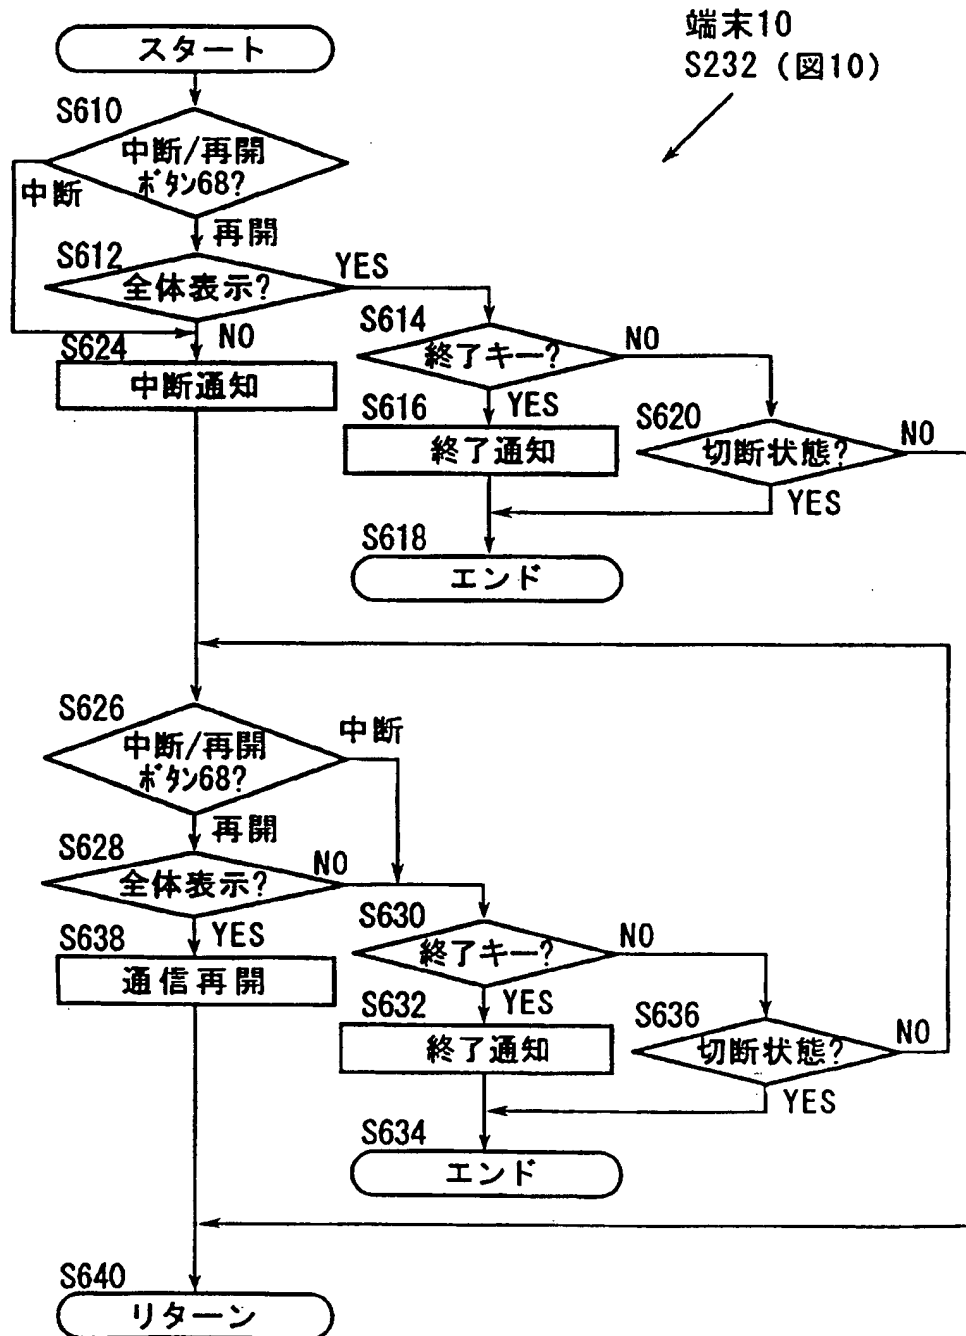 端末10
S232 (図10)
スタート
S610
中断/再開
ボタン68?
中断
再開
S612
全体表示?
YES
NO
S614
終了キー?
NO
YES
S616
終了通知
S620
切断状態?
NO
YES
S618
エンド
S624
中断通知
S626
中断/再開
ボタン68?
中断
再開
S628
全体表示?
NO
YES
S630
終了キー?
NO
YES
S632
終了通知
S636
切断状態?
NO
YES
S634
エンド
S638
通信再開
S640
リターン